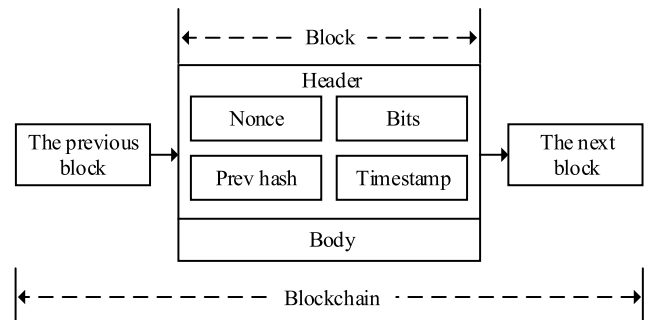 Block
Header
Nonce
Bits
The previous
block
Prev hash
Timestamp
The next
block
Body
Blockchain